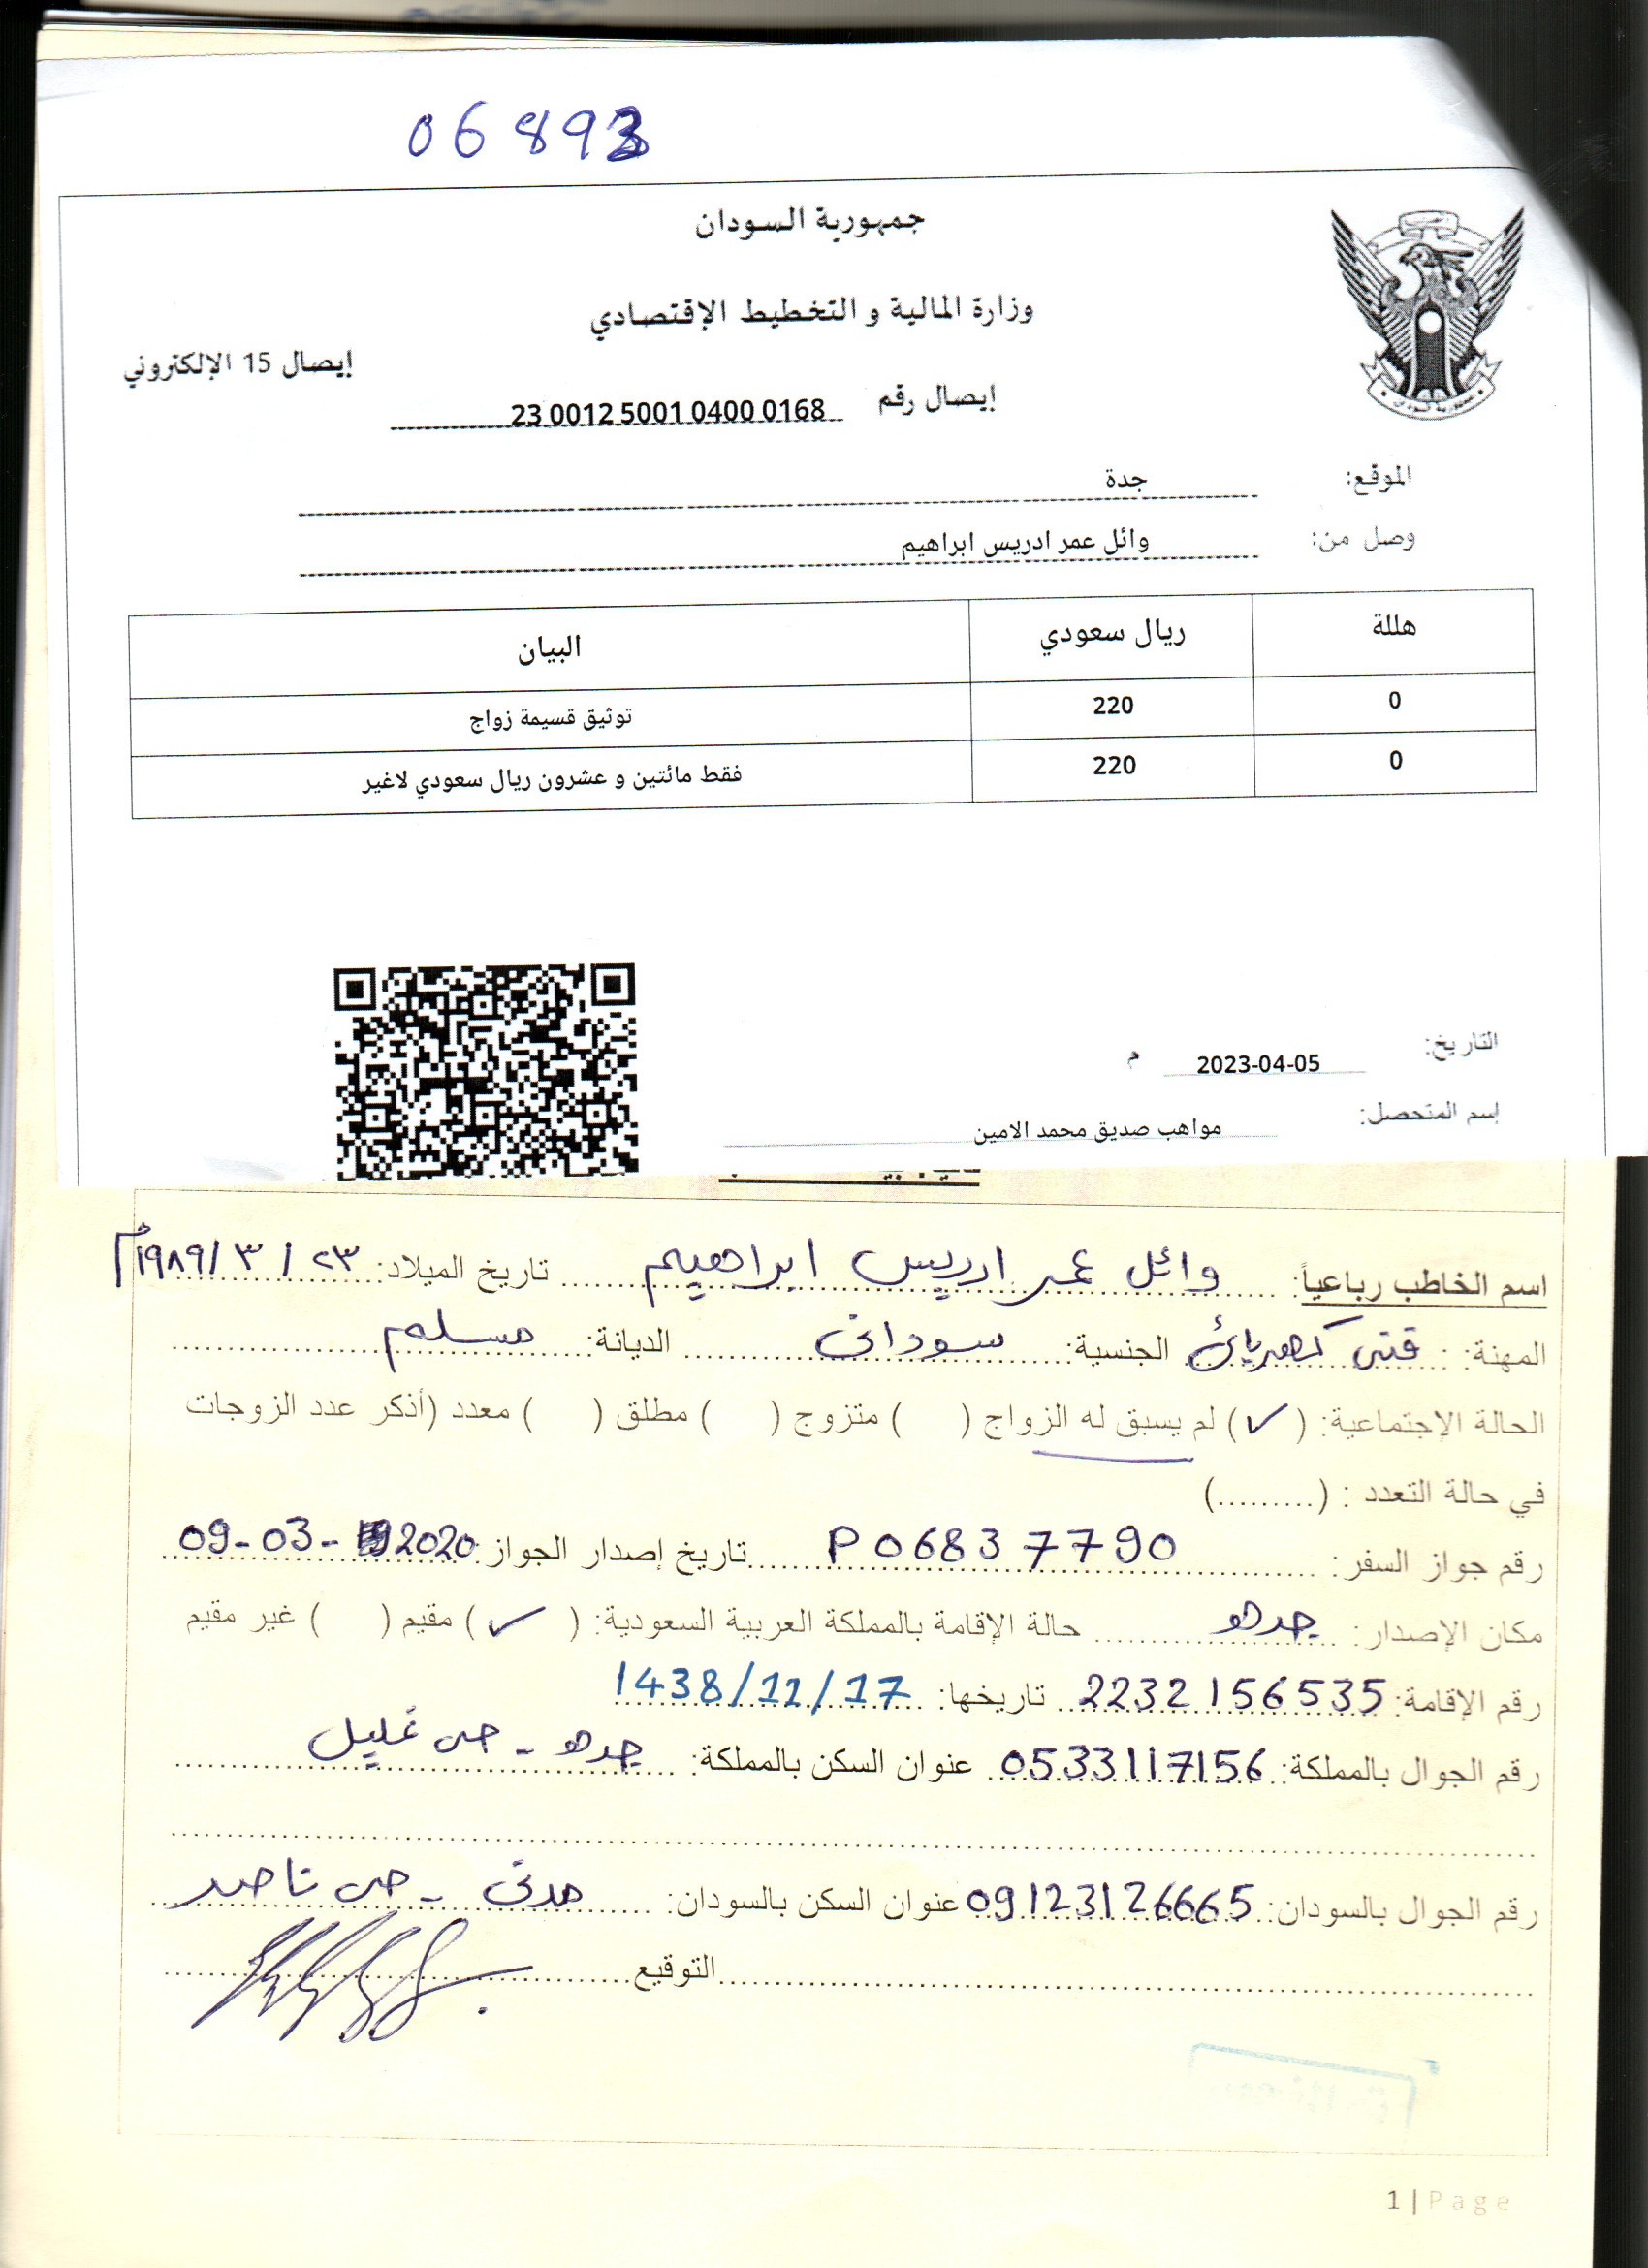 06893
جمهورية السودان
وزارة المالية و التخطيط الإقتصادي
إيصال 15 الإلكتروني
إيصال رقم 23 0012 5001 0400 0168
الموقع: جدة
وصل من: وائل عمر ادريس ابراهيم
هللة ريال سعودي البيان
0 220 توثيق قسيمة زواج
0 220 فقط مائتين و عشرون ريال سعودي لاغير
التاريخ: 2023-04-05 م
إسم المتحصل: مواهب صديق محمد الامين
اسم الخاطب رباعياً: وائل عمر ادريس ابراهيم تاريخ الميلاد: ٢٣ / ٣ / ١٩٨٩م
المهنة: : فني كهربائي الجنسية: سوداني الديانة: مسلم
الحالة الإجتماعية: (✓) لم يسبق له الزواج ( ) متزوج ( ) مطلق ( ) معدد (أذكر عدد الزوجات
في حالة التعدد : (.........)
رقم جواز السفر: P06837790 تاريخ إصدار الجواز: 09-03-2020
مكان الإصدار: جده حالة الإقامة بالمملكة العربية السعودية: (✓) مقيم ( ) غير مقيم
رقم الإقامة: 2232156535 تاريخها: 1438/11/17
رقم الجوال بالمملكة: 0533117156 عنوان السكن بالمملكة: جده - حي غليل
رقم الجوال بالسودان: 09123126665 عنوان السكن بالسودان: مدني - حي ناصر
التوقيع
1 | Page